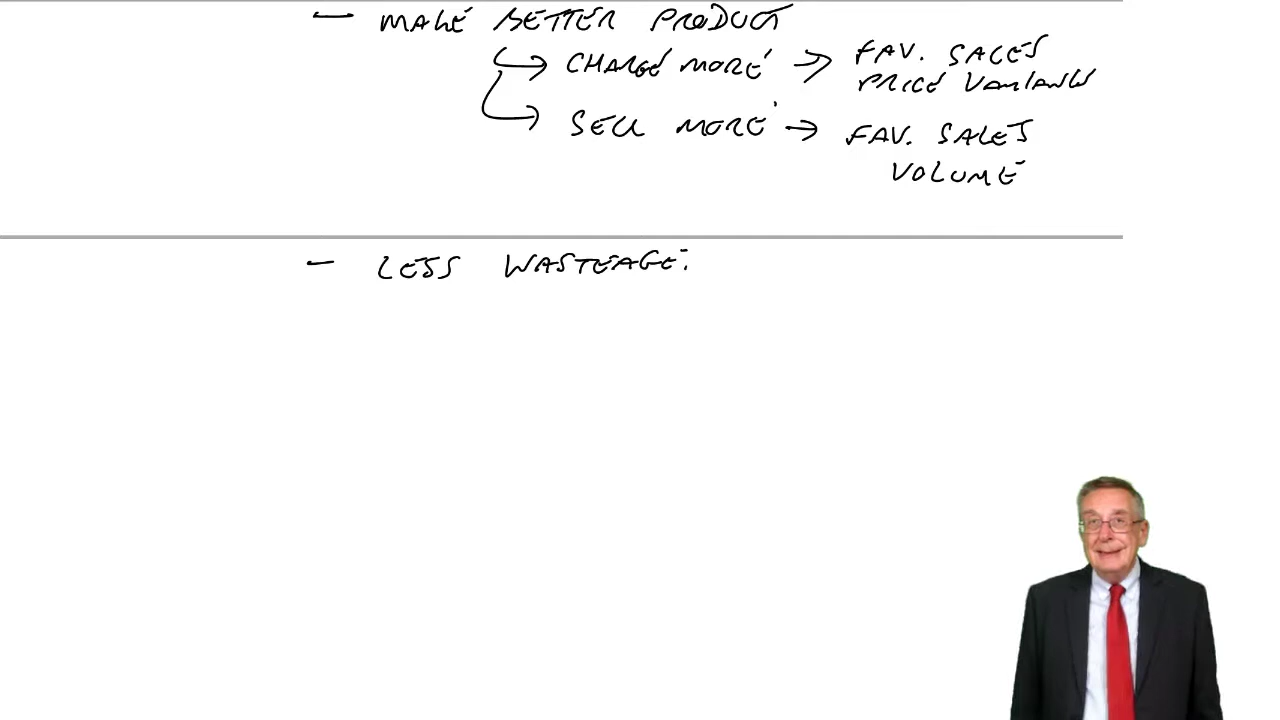 — MAKE BETTER PRODUCT
→ CHARGE MORE → FAV. SALES
PRICE VARIANCE
→ SELL MORE → FAV. SALES
VOLUME
— LESS WASTEAGE: